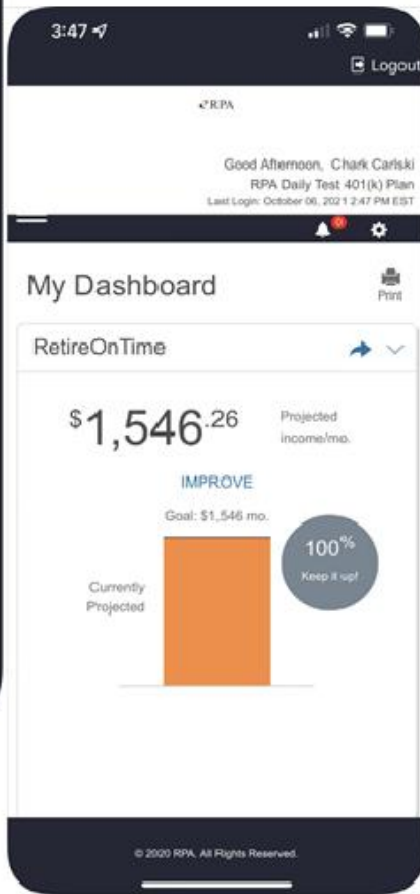 3:47
Logout
RPA
Good Afternoon, Chark Carlski
RPA Daily Test 401(k) Plan
Last Login: October 06, 2021 2:47 PM EST
My Dashboard
Print
RetireOnTime
$1,546.26
Projected
income/mo.
IMPROVE
Goal: $1,546 mo.
100%
Keep it up!
Currently
Projected
© 2020 RPA. All Rights Reserved.